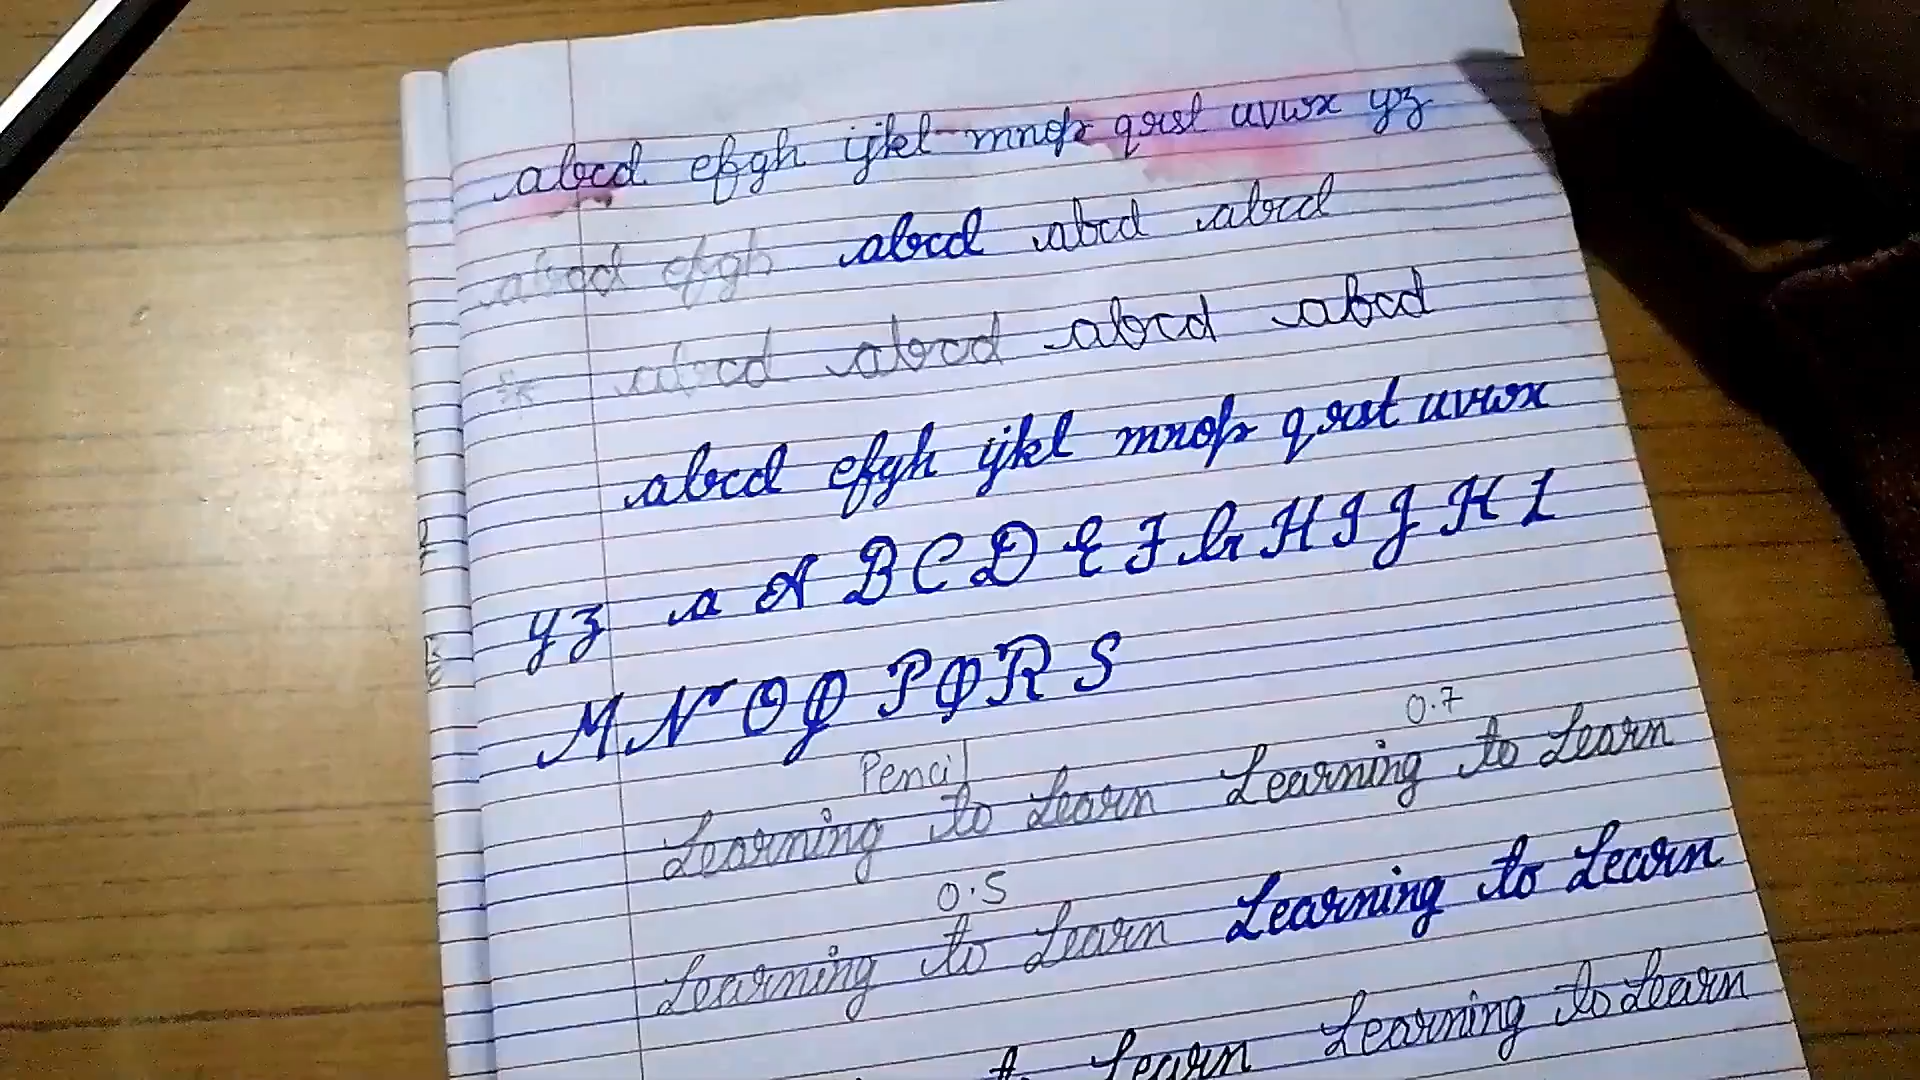 abcd efgh ijkl mnop qrst uvwx yz
abcd efgh abcd abcd abcd
abcd abcd abcd abcd
abcd efgh ijkl mnop qrst uvwx
yz a A B C D E F G H I J K L
M N O Q P Q R S
Pencil 0.7
Learning to Learn Learning to Learn
0.5
Learning to Learn Learning to Learn
to Learn Learning to Learn